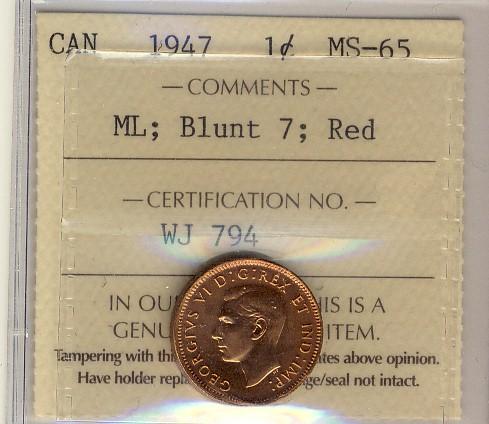 CAN 1947 1¢ MS-65
— COMMENTS —
ML; Blunt 7; Red
— CERTIFICATION NO. —
WJ 794
IN OU HIS IS A
GENU ITEM.
Tampering with th tes above opinion.
Have holder repl ge/seal not intact.
GEORGIVS VI D:G:REX ET IND:IMP: